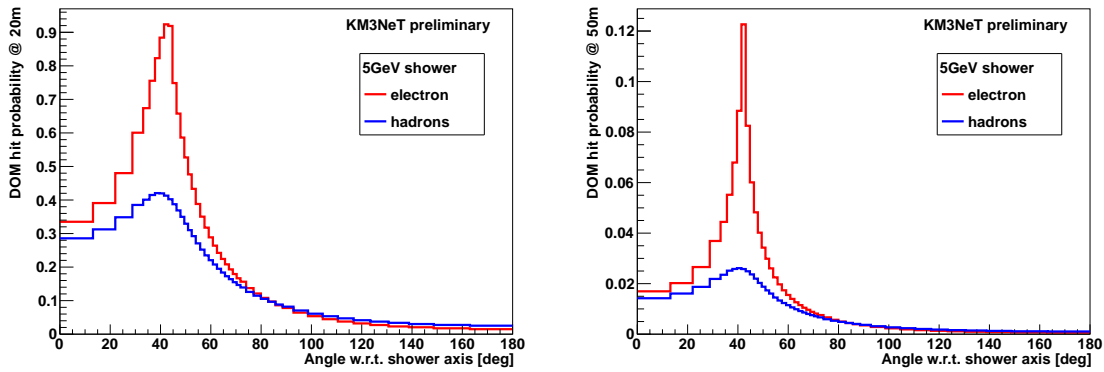 DOM hit probability @ 20m
KM3NeT preliminary
5GeV shower
electron
hadrons
0.9
0.8
0.7
0.6
0.5
0.4
0.3
0.2
0.1
0
0 20 40 60 80 100 120 140 160 180
Angle w.r.t. shower axis [deg]
DOM hit probability @ 50m
KM3NeT preliminary
5GeV shower
electron
hadrons
0.12
0.1
0.08
0.06
0.04
0.02
0
0 20 40 60 80 100 120 140 160 180
Angle w.r.t. shower axis [deg]